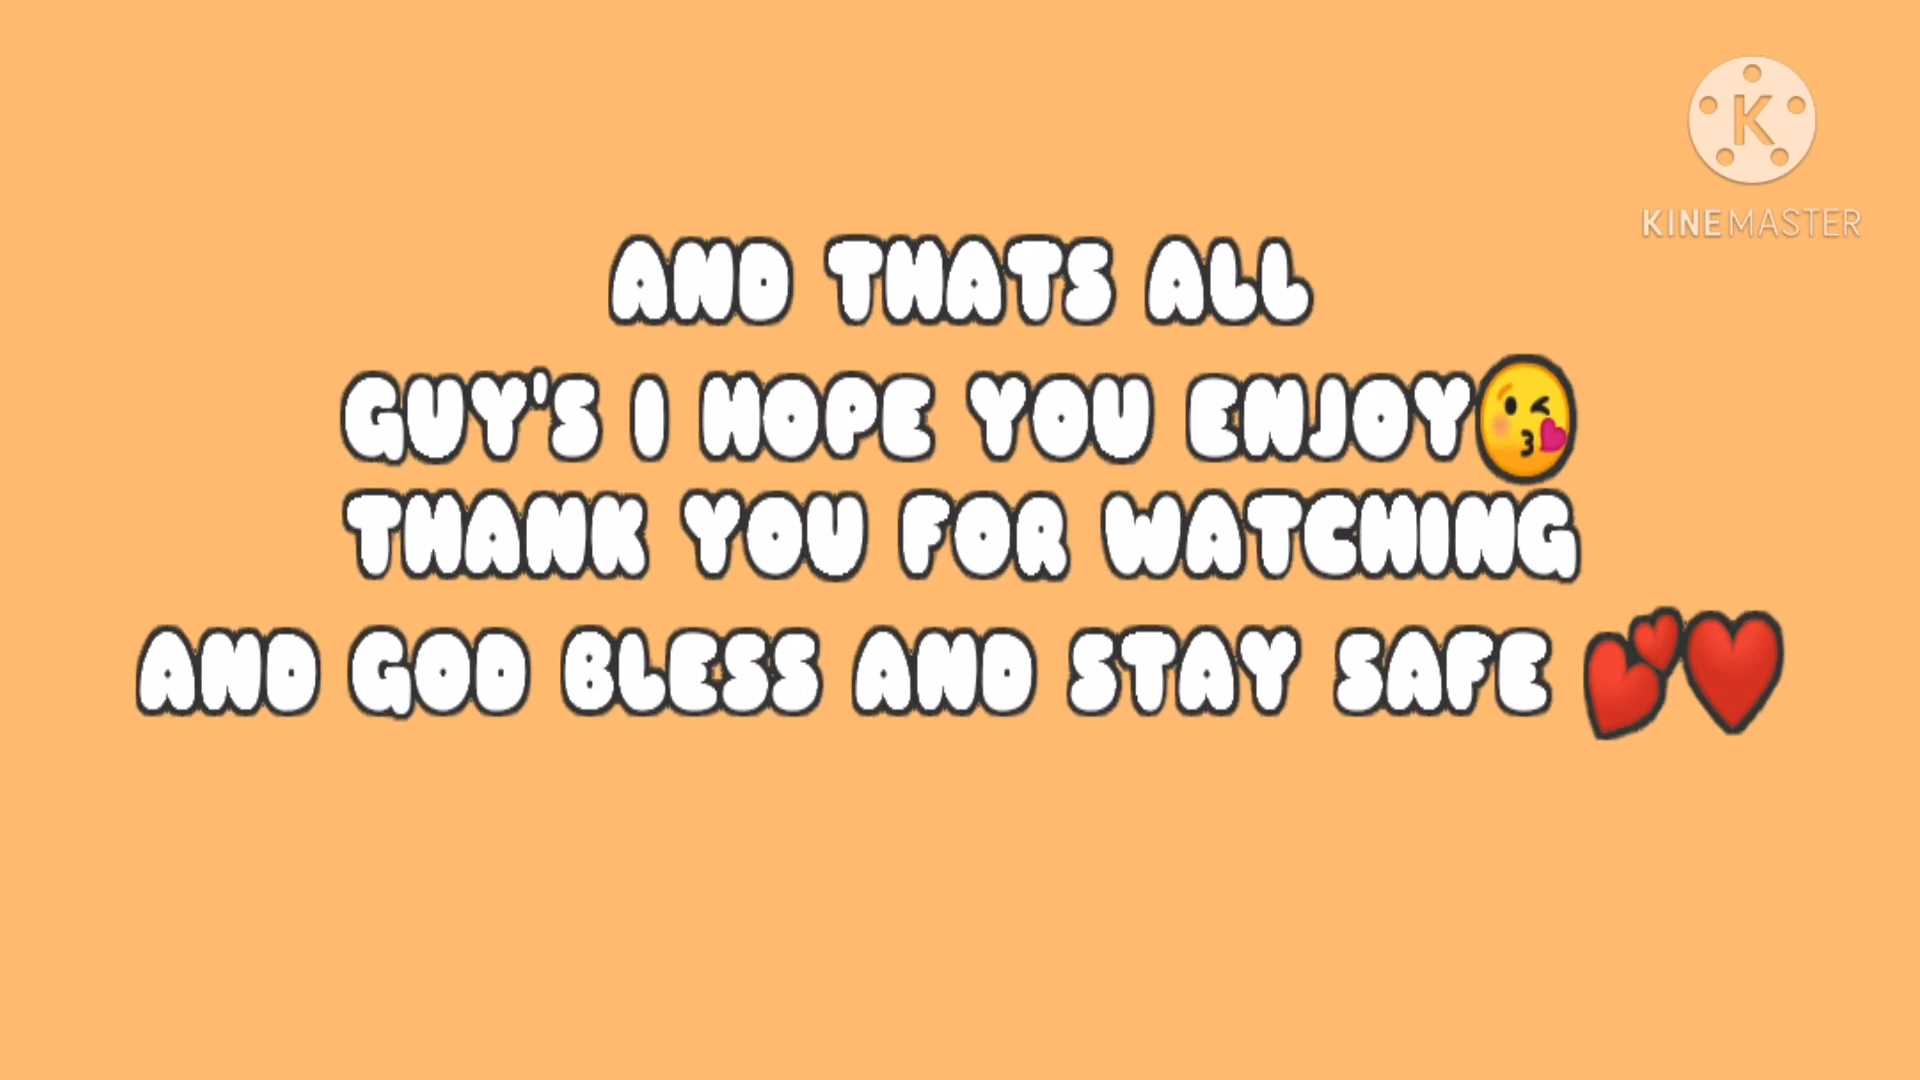 K
KINEMASTER
AND THATS ALL
GUY'S I HOPE YOU ENJOY😘
THANK YOU FOR WATCHING
AND GOD BLESS AND STAY SAFE 💕❤️